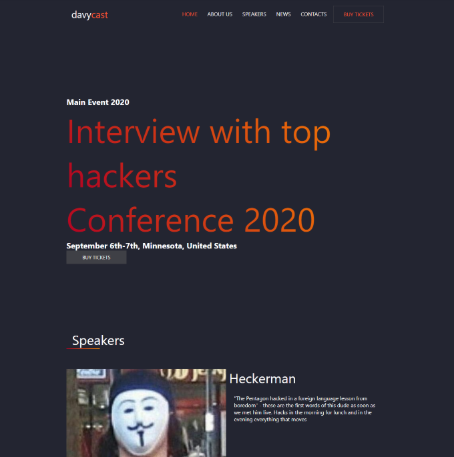 davycast
HOME ABOUT US SPEAKERS NEWS CONTACTS BUY TICKETS
Main Event 2020
Interview with top
hackers
Conference 2020
September 6th-7th, Minnesota, United States
BUY TICKETS
Speakers
Heckerman
"The Pentagon hacked in a foreign language lesson from
boredom" - these are the first words of this dude as soon as
we met him live. Hacks in the morning for lunch and in the
evening everything that moves